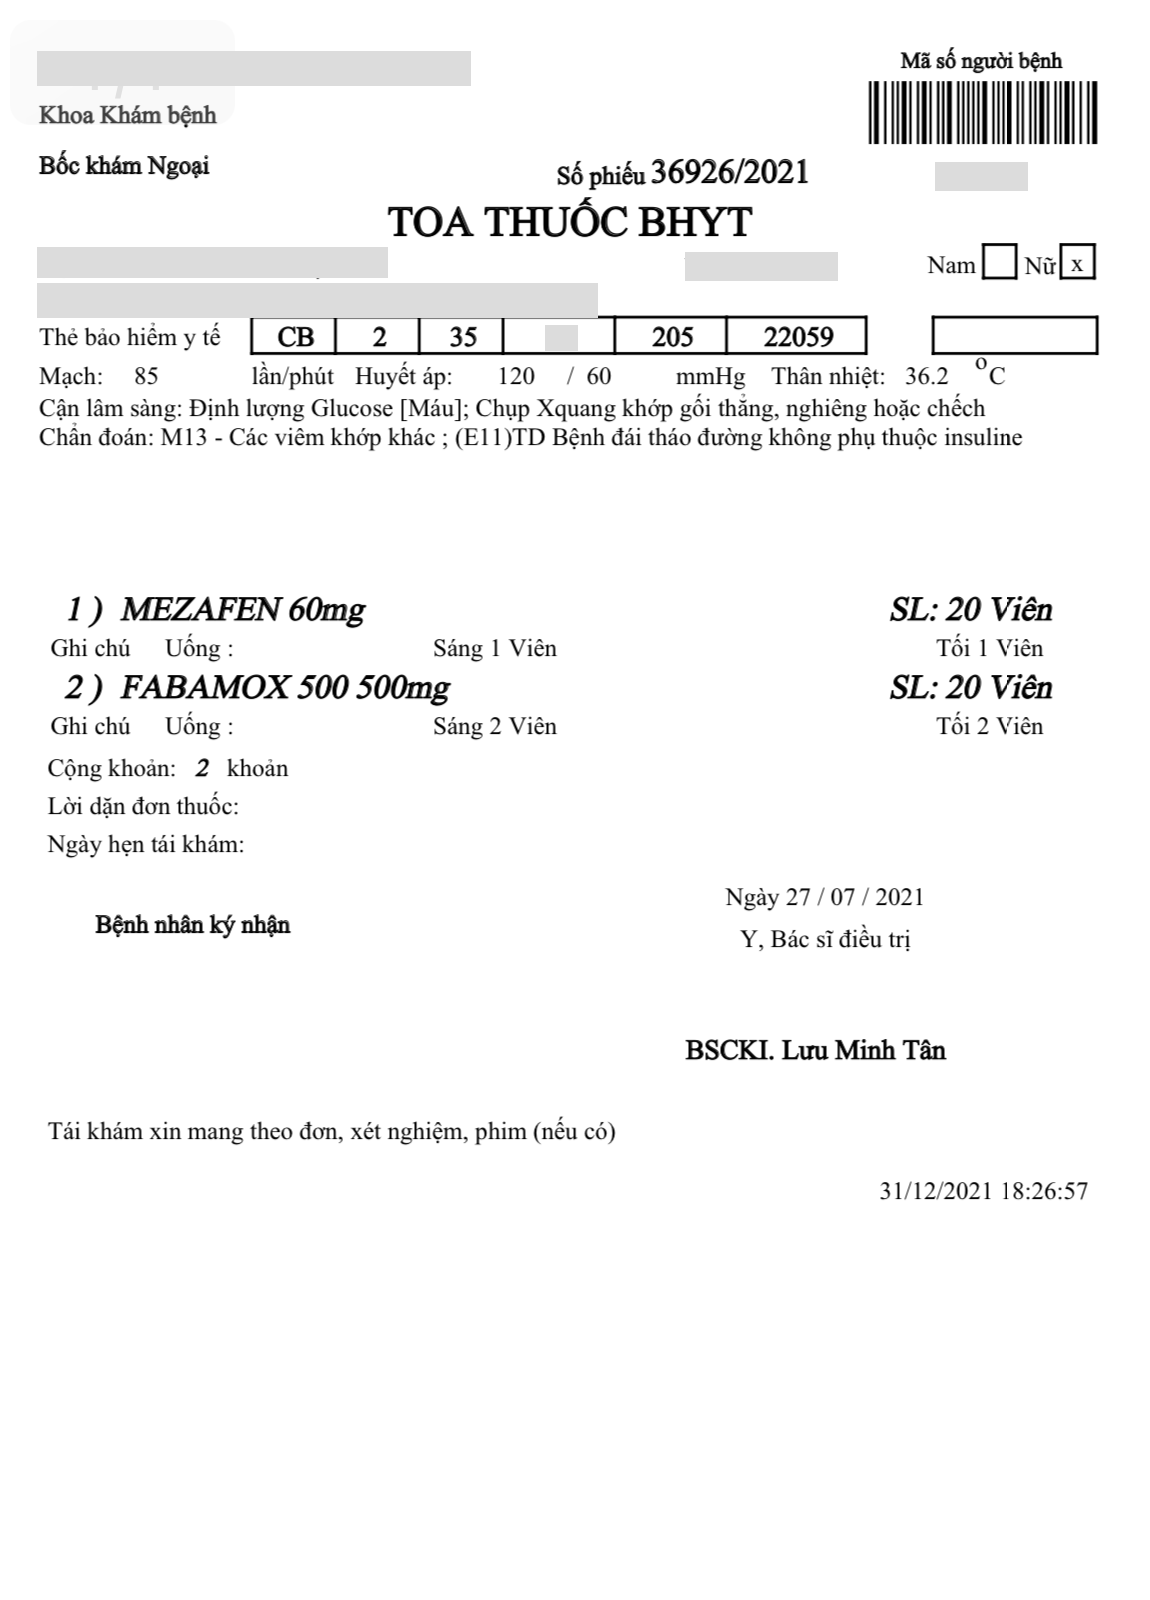 Mã số người bệnh
Khoa Khám bệnh
Bốc khám Ngoại
Số phiếu 36926/2021
TOA THUỐC BHYT
Nam Nữ x
Thẻ bảo hiểm y tế CB 2 35 205 22059
Mạch: 85 lần/phút Huyết áp: 120 / 60 mmHg Thân nhiệt: 36.2 °C
Cận lâm sàng: Định lượng Glucose [Máu]; Chụp Xquang khớp gối thẳng, nghiêng hoặc chếch
Chẩn đoán: M13 - Các viêm khớp khác ; (E11)TD Bệnh đái tháo đường không phụ thuộc insuline
1 ) MEZAFEN 60mg SL: 20 Viên
Ghi chú Uống : Sáng 1 Viên Tối 1 Viên
2 ) FABAMOX 500 500mg SL: 20 Viên
Ghi chú Uống : Sáng 2 Viên Tối 2 Viên
Cộng khoản: 2 khoản
Lời dặn đơn thuốc:
Ngày hẹn tái khám:
Ngày 27 / 07 / 2021
Bệnh nhân ký nhận
Y, Bác sĩ điều trị
BSCKI. Lưu Minh Tân
Tái khám xin mang theo đơn, xét nghiệm, phim (nếu có)
31/12/2021 18:26:57